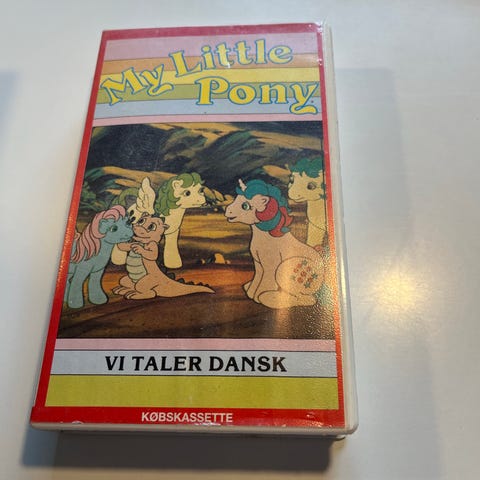 My Little
Pony
VI TALER DANSK
KØBSKASSETTE